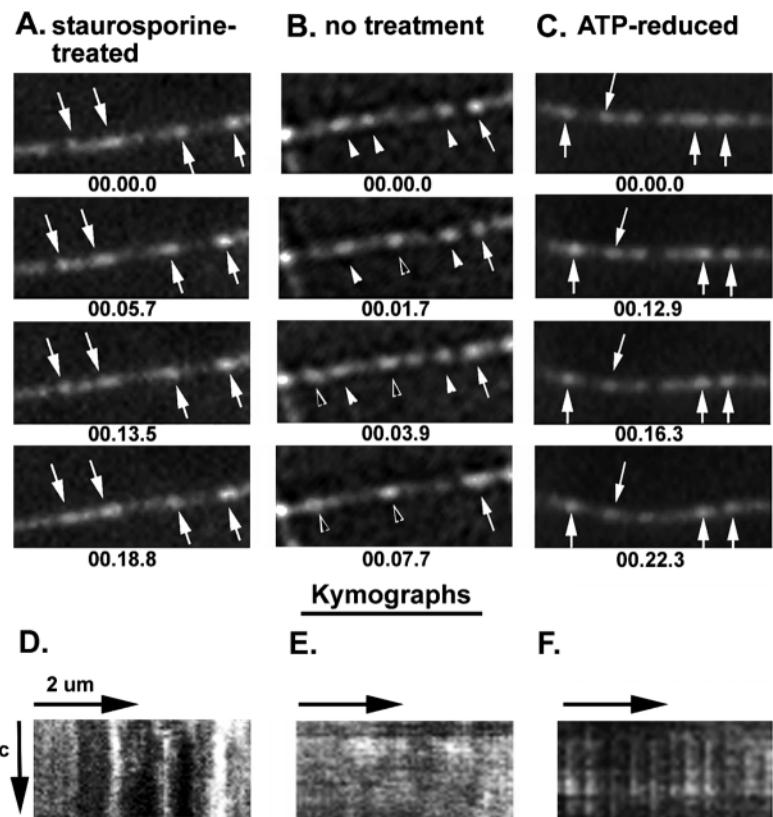 A. staurosporine-
treated
B. no treatment
C. ATP-reduced
00.00.0
00.00.0
00.00.0
00.05.7
00.01.7
00.12.9
00.13.5
00.03.9
00.16.3
00.18.8
00.07.7
00.22.3
Kymographs
D.
E.
F.
2 um
c